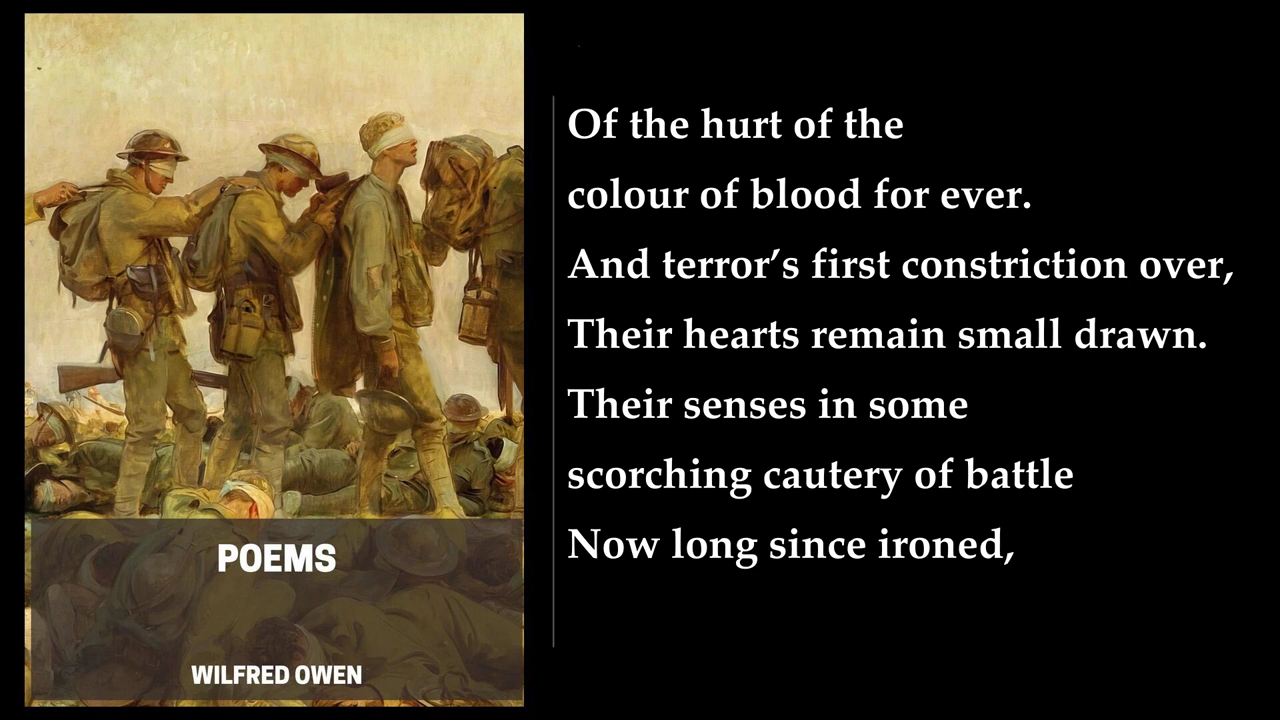 POEMS
WILFRED OWEN
Of the hurt of the
colour of blood for ever.
And terror’s first constriction over,
Their hearts remain small drawn.
Their senses in some
scorching cautery of battle
Now long since ironed,